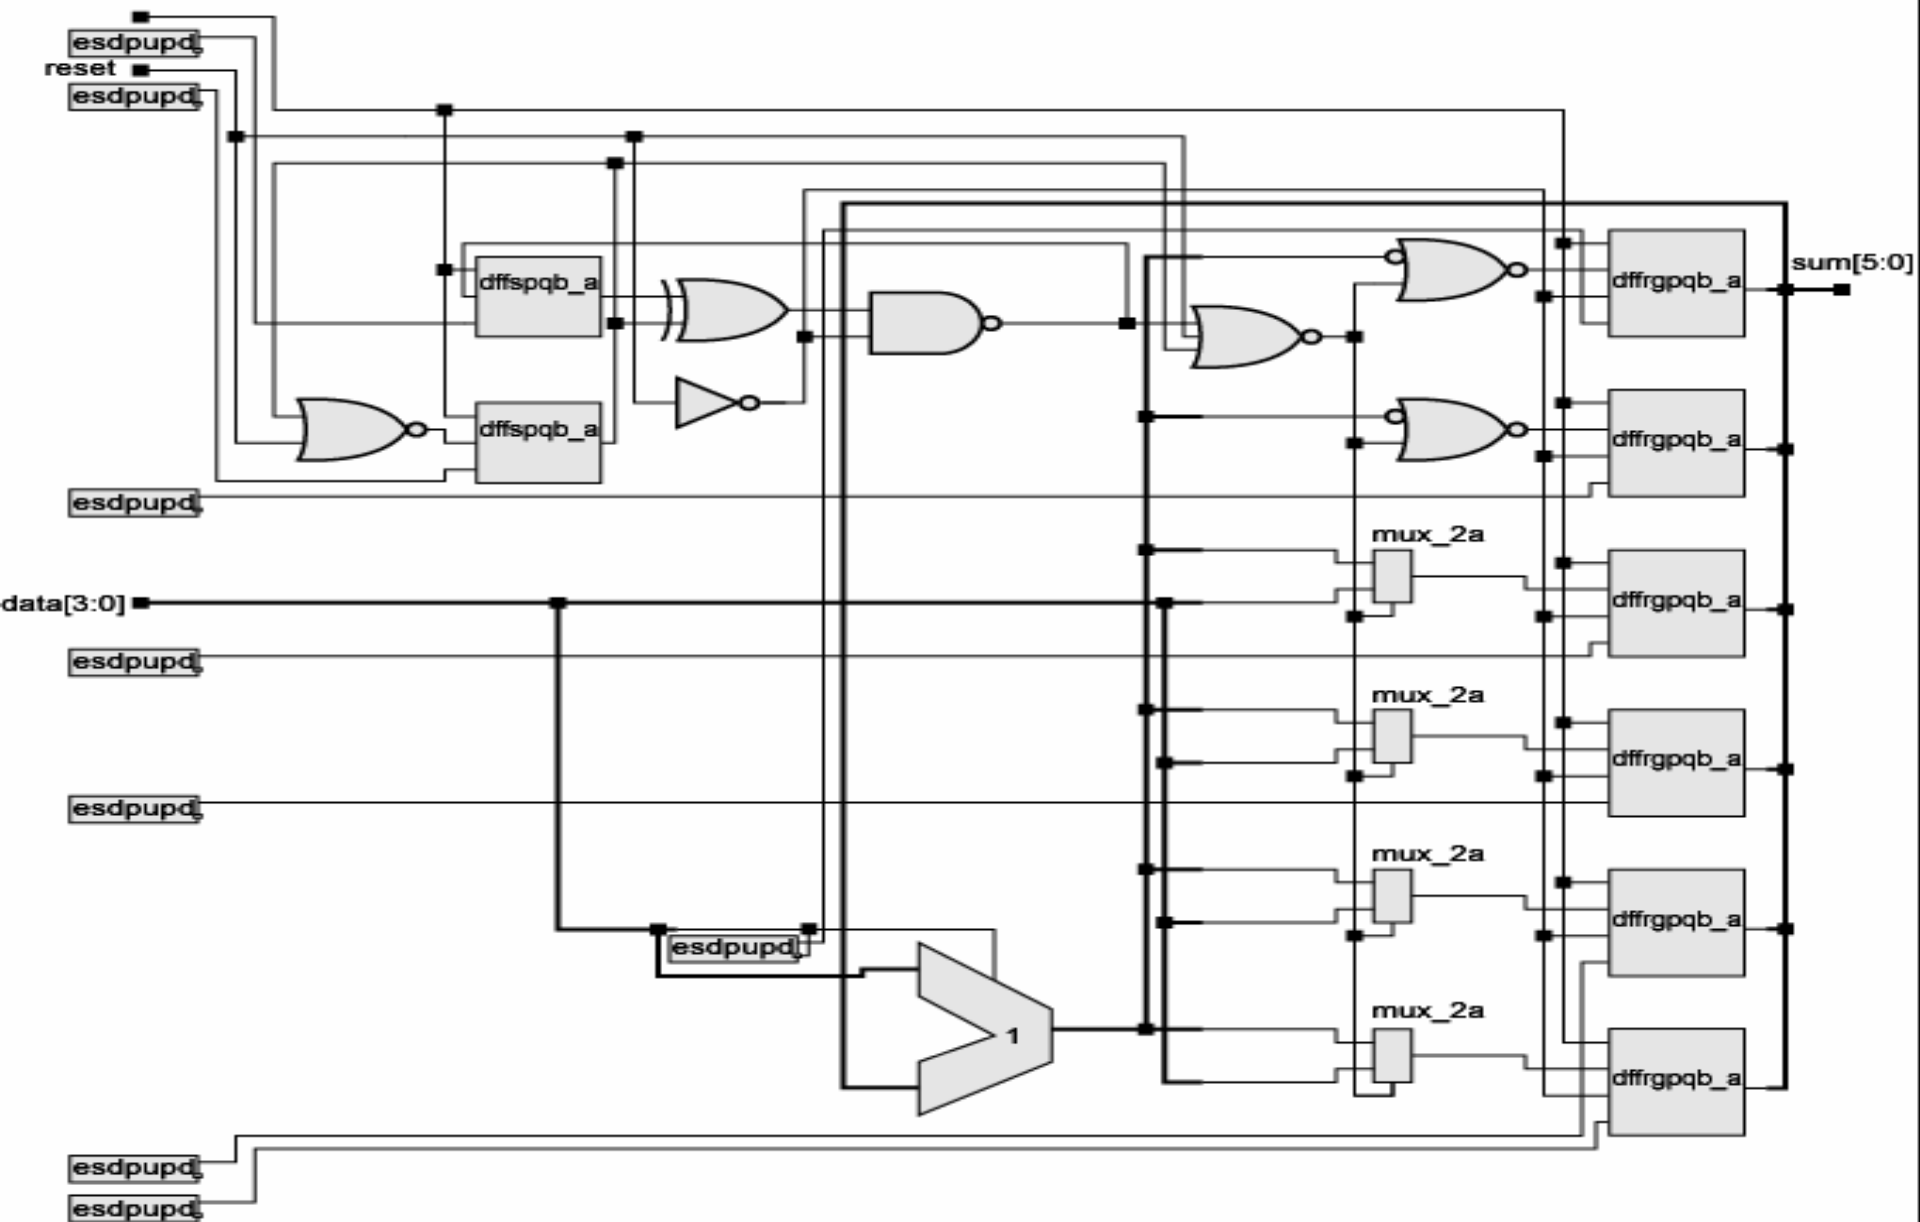 esdpupd
reset
esdpupd
sum[5:0]
dffspqb_a
dffrgpqb_a
dffspqb_a
dffrgpqb_a
esdpupd
mux_2a
data[3:0]
dffrgpqb_a
esdpupd
mux_2a
dffrgpqb_a
esdpupd
mux_2a
dffrgpqb_a
esdpupd
mux_2a
1
dffrgpqb_a
esdpupd
esdpupd